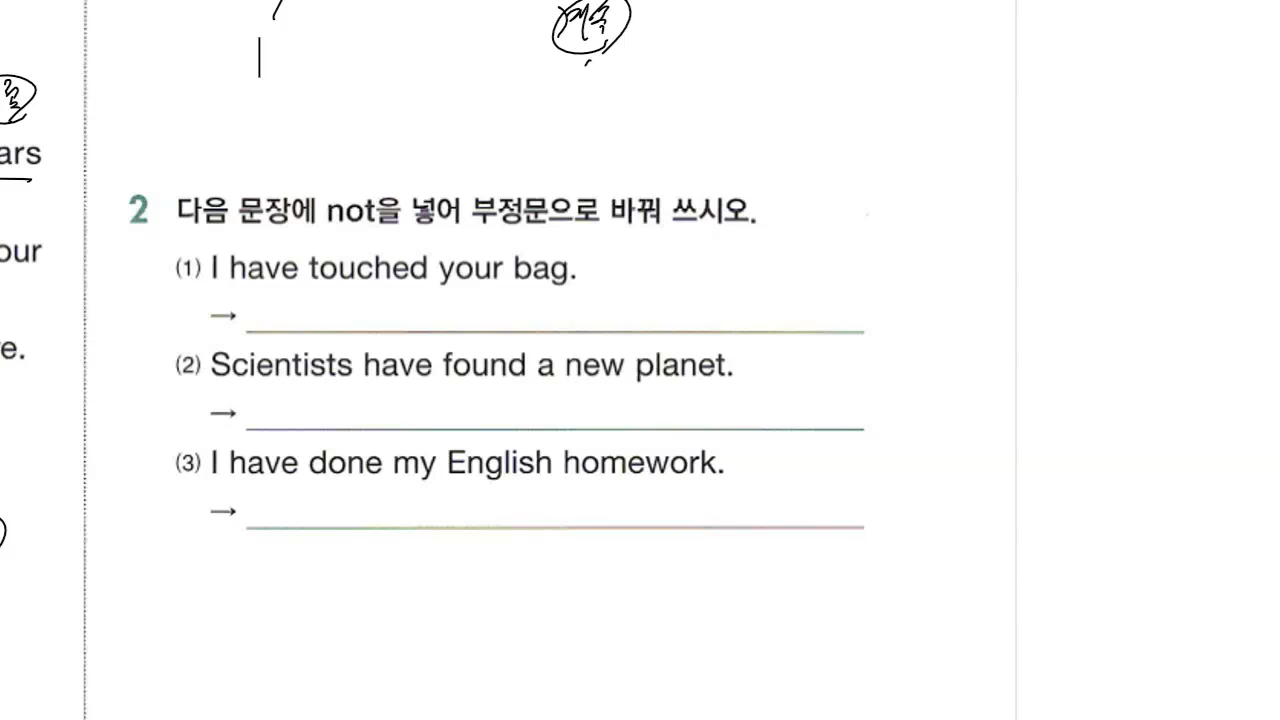 계속
ars
2 다음 문장에 not을 넣어 부정문으로 바꿔 쓰시오.
our
(1) I have touched your bag.
→
e.
(2) Scientists have found a new planet.
→
(3) I have done my English homework.
→